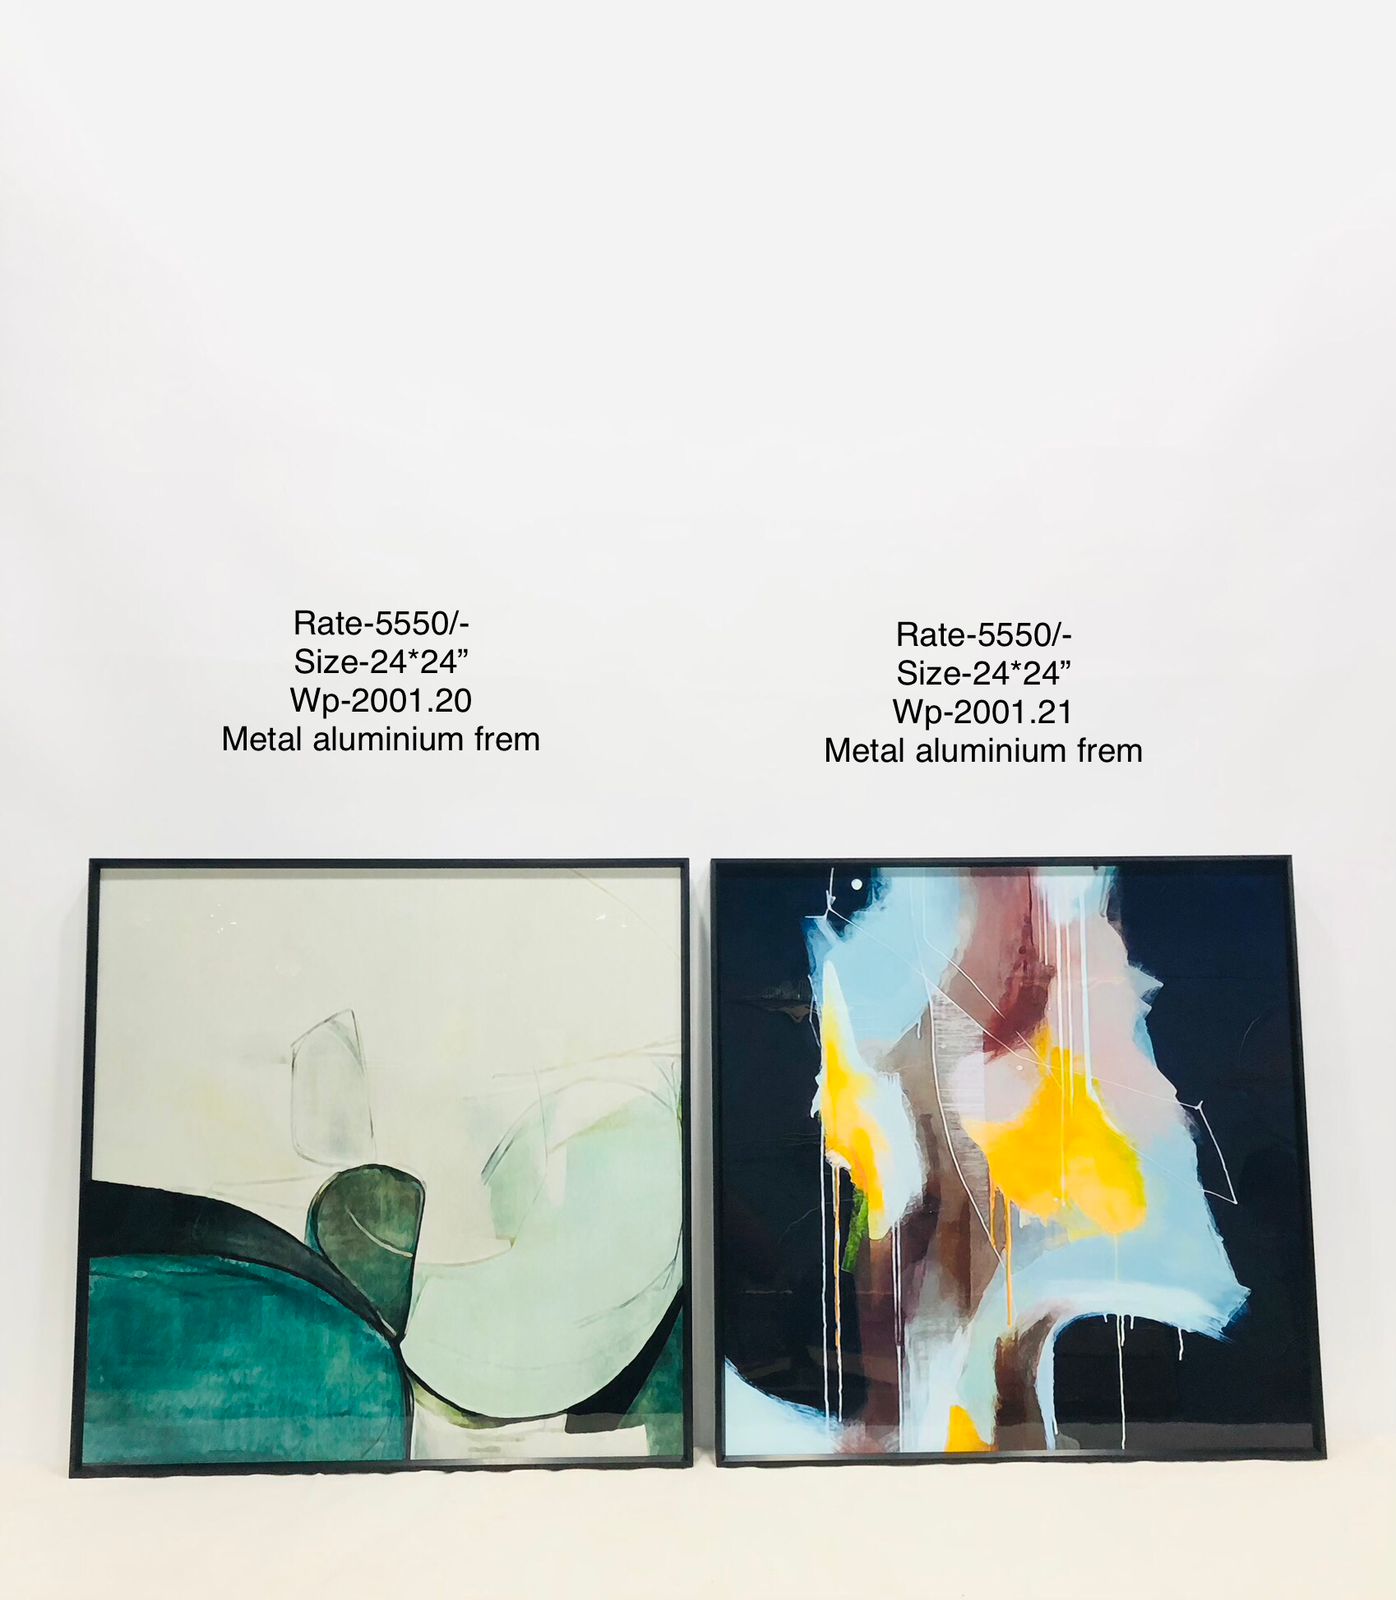 Rate-5550/-
Size-24*24”
Wp-2001.20
Metal aluminium frem
Rate-5550/-
Size-24*24”
Wp-2001.21
Metal aluminium frem